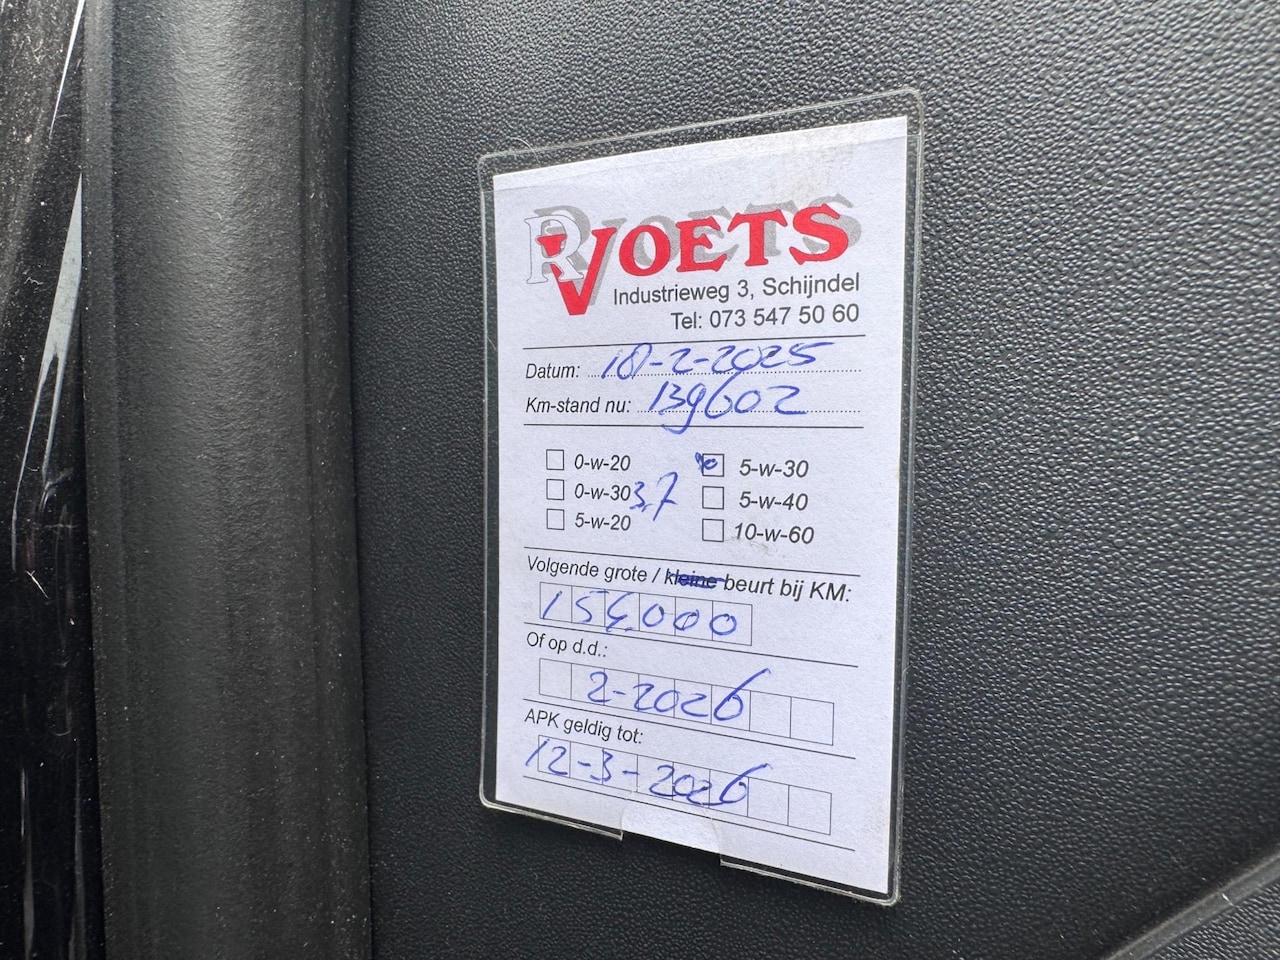 RVOETS
Industrieweg 3, Schijndel
Tel: 073 547 50 60
Datum: 18-2-2025
Km-stand nu: 139602
0-w-20 5-w-30
0-w-30 3,7 5-w-40
5-w-20 10-w-60
Volgende grote / kleine beurt bij KM:
154000
Of op d.d.:
2-2026
APK geldig tot:
12-3-2026